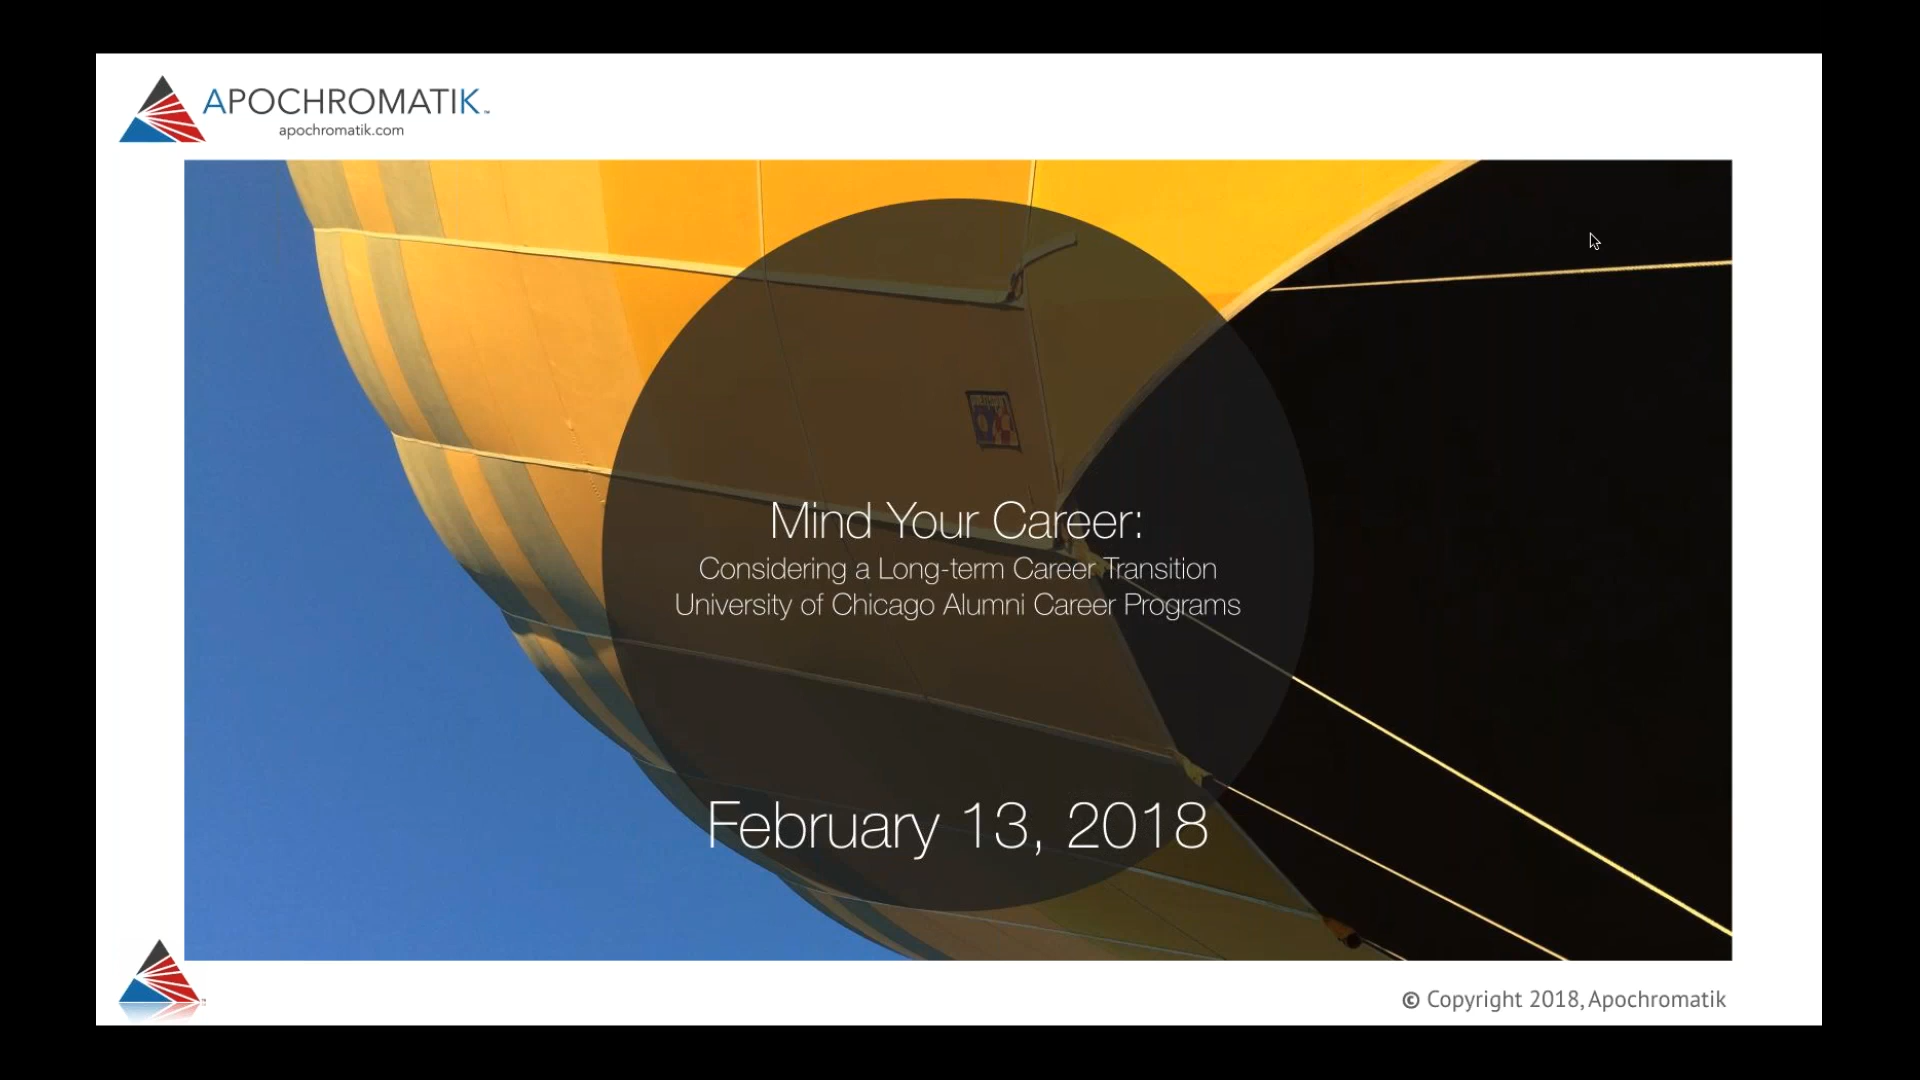 APOCHROMATIK™
apochromatik.com
Mind Your Career:
Considering a Long-term Career Transition
University of Chicago Alumni Career Programs
February 13, 2018
© Copyright 2018, Apochromatik